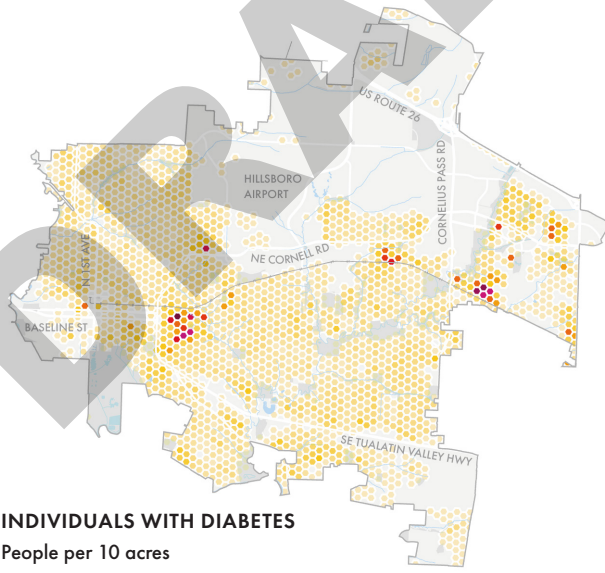 US ROUTE 26
CORNELIUS PASS RD
HILLSBORO
AIRPORT
N 1ST AVE
NE CORNELL RD
BASELINE ST
SE TUALATIN VALLEY HWY
INDIVIDUALS WITH DIABETES
People per 10 acres